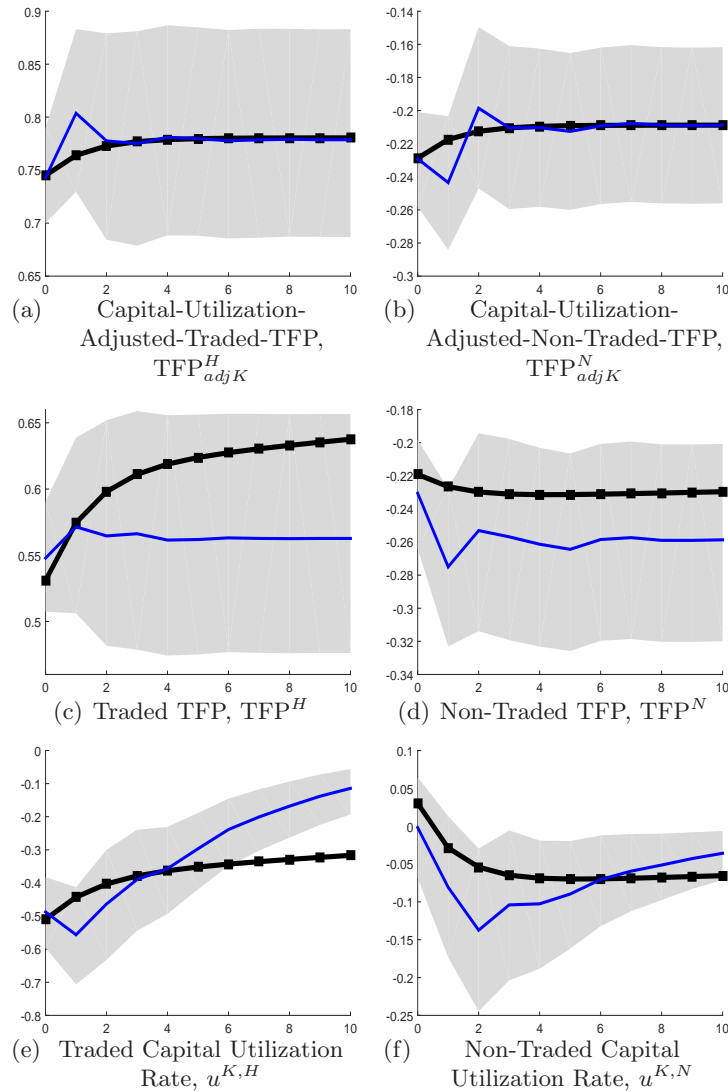 0.9
0.85
0.8
0.75
0.7
0.65
0 2 4 6 8 10
(a) Capital-Utilization-
Adjusted-Traded-TFP,
TFP^H_{adjK}
-0.14
-0.16
-0.18
-0.2
-0.22
-0.24
-0.26
-0.28
-0.3
0 2 4 6 8 10
(b) Capital-Utilization-
Adjusted-Non-Traded-TFP,
TFP^N_{adjK}
0.65
0.6
0.55
0.5
0 2 4 6 8 10
(c) Traded TFP, TFP^H
-0.18
-0.2
-0.22
-0.24
-0.26
-0.28
-0.3
-0.32
-0.34
0 2 4 6 8 10
(d) Non-Traded TFP, TFP^N
0
-0.1
-0.2
-0.3
-0.4
-0.5
-0.6
-0.7
-0.8
0 2 4 6 8 10
(e) Traded Capital Utilization
Rate, u^{K,H}
0.1
0.05
0
-0.05
-0.1
-0.15
-0.2
-0.25
0 2 4 6 8 10
(f) Non-Traded Capital
Utilization Rate, u^{K,N}